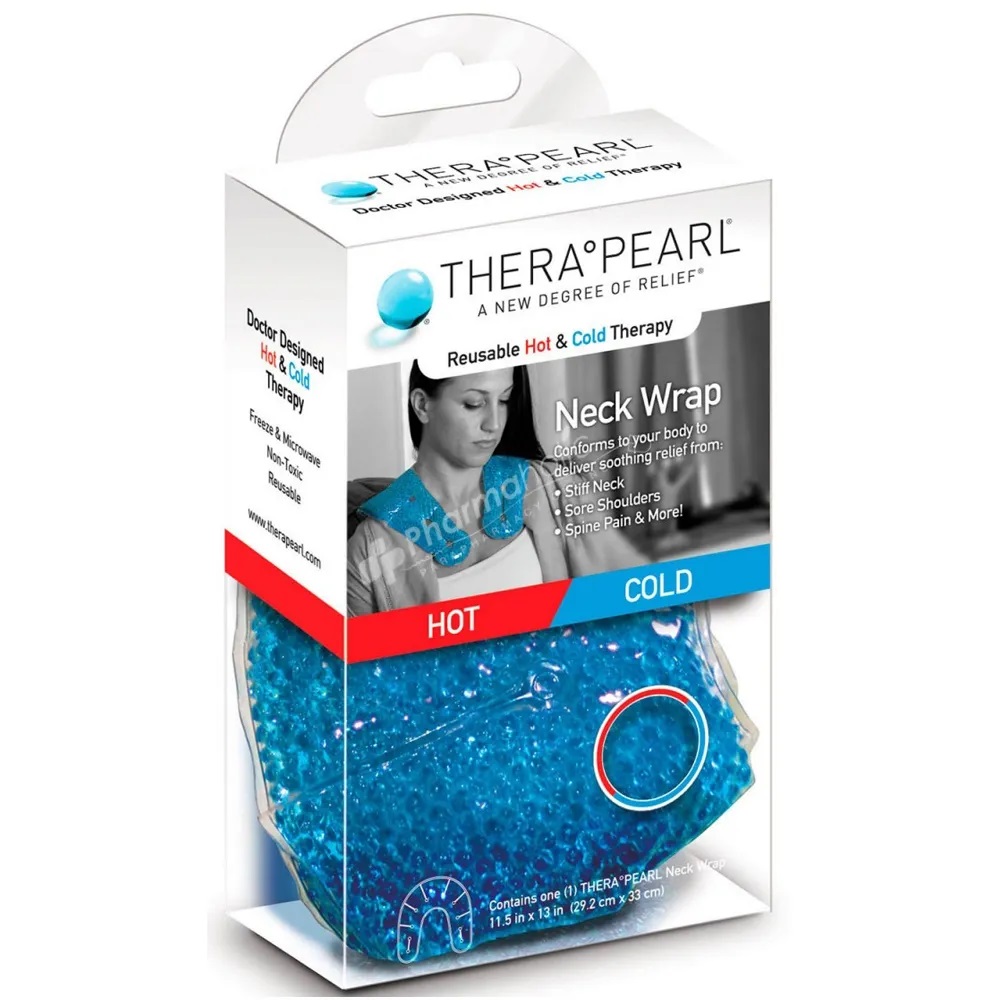 THERA°PEARL®
A NEW DEGREE OF RELIEF®
Doctor Designed Hot & Cold Therapy
THERA°PEARL®
A NEW DEGREE OF RELIEF®
Reusable Hot & Cold Therapy
Doctor Designed
Hot & Cold
Therapy
Freeze & Microwave
Non-Toxic
Reusable
www.therapearl.com
Neck Wrap
Conforms to your body to
deliver soothing relief from:
• Stiff Neck
• Sore Shoulders
• Spine Pain & More!
HOT
COLD
Contains one (1) THERA°PEARL Neck Wrap
11.5 in x 13 in (29.2 cm x 33 cm)